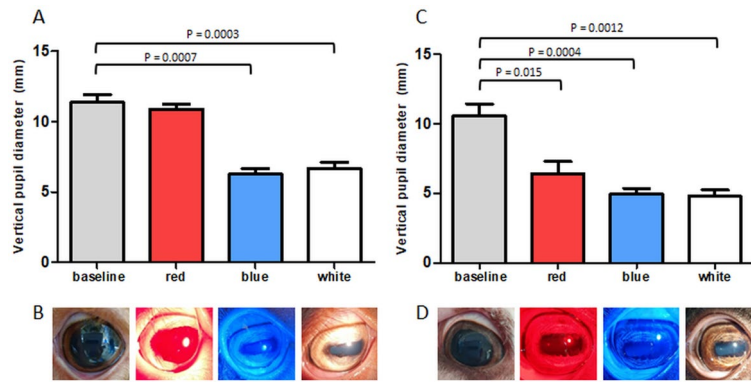 A
Vertical pupil diameter (mm)
15
10
5
0
P = 0.0003
P = 0.0007
baseline red blue white
B
C
Vertical pupil diameter (mm)
15
10
5
0
P = 0.0012
P = 0.0004
P = 0.015
baseline red blue white
D